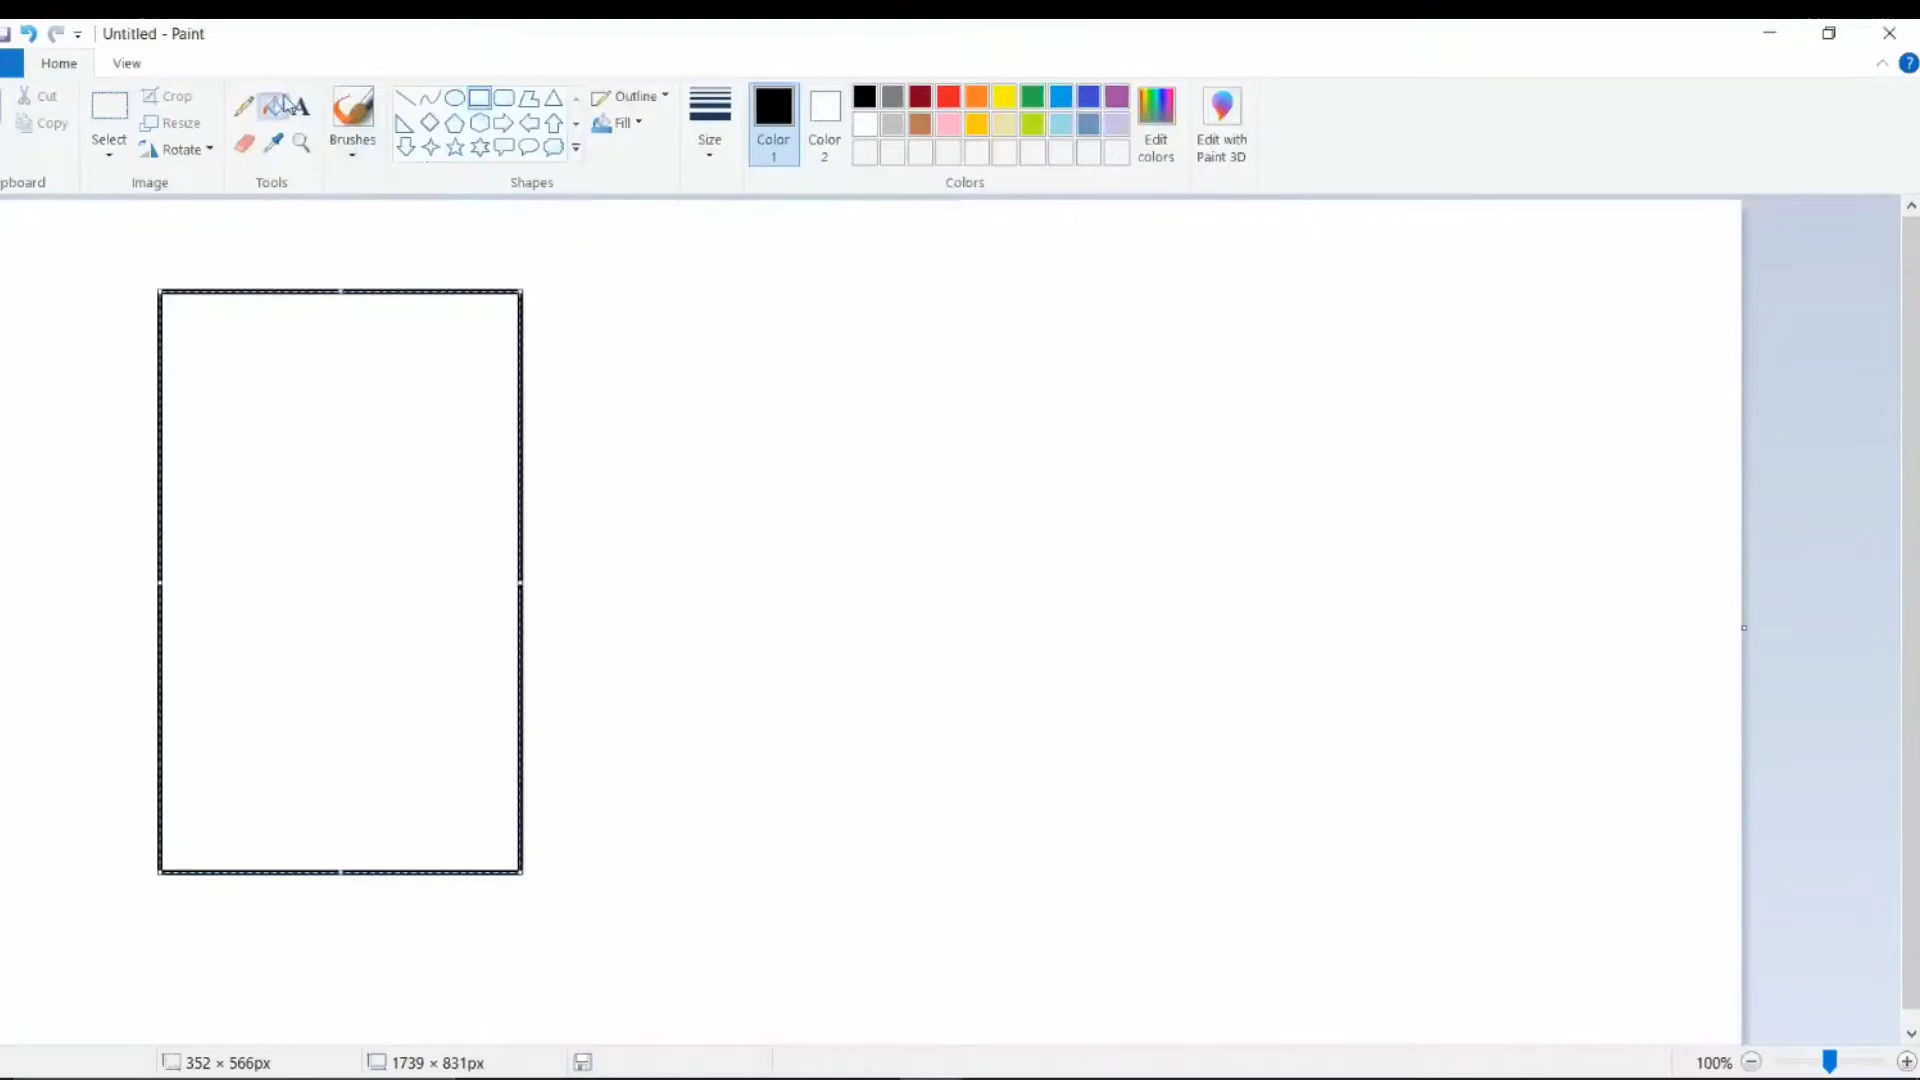 Untitled - Paint
Home View
Cut
Copy
pboard
Select
Crop
Resize
Rotate
Image
A
Tools
Brushes
Outline
Fill
Shapes
Size
Color 1
Color 2
Edit colors
Colors
Edit with Paint 3D
?
352 × 566px
1739 × 831px
100%